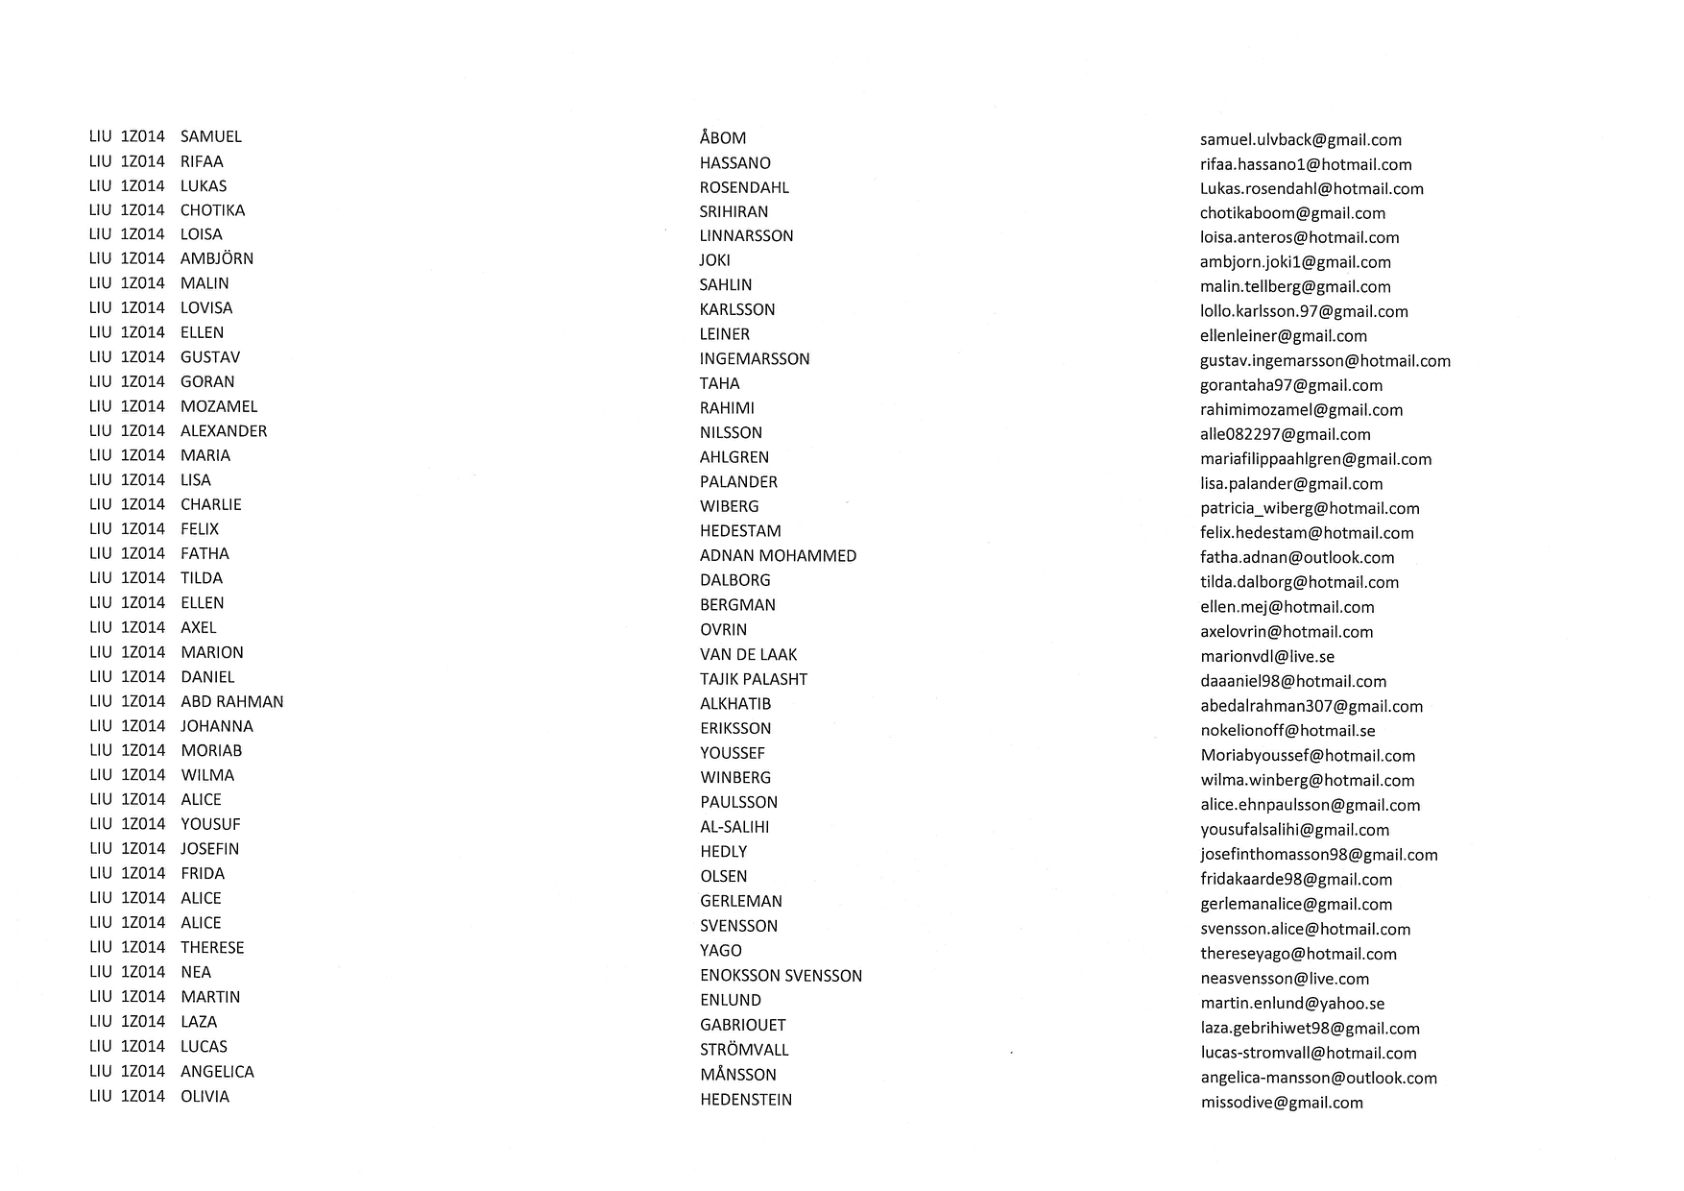 LIU 1Z014 SAMUEL ÅBOM samuel.ulvback@gmail.com
LIU 1Z014 RIFAA HASSANO rifaa.hassano1@hotmail.com
LIU 1Z014 LUKAS ROSENDAHL Lukas.rosendahl@hotmail.com
LIU 1Z014 CHOTIKA SRIHIRAN chotikaboom@gmail.com
LIU 1Z014 LOISA LINNARSSON loisa.anteros@hotmail.com
LIU 1Z014 AMBJÖRN JOKI ambjorn.joki1@gmail.com
LIU 1Z014 MALIN SAHLIN malin.tellberg@gmail.com
LIU 1Z014 LOVISA KARLSSON lollo.karlsson.97@gmail.com
LIU 1Z014 ELLEN LEINER ellenleiner@gmail.com
LIU 1Z014 GUSTAV INGEMARSSON gustav.ingemarsson@hotmail.com
LIU 1Z014 GORAN TAHA gorantaha97@gmail.com
LIU 1Z014 MOZAMEL RAHIMI rahimimozamel@gmail.com
LIU 1Z014 ALEXANDER NILSSON alle082297@gmail.com
LIU 1Z014 MARIA AHLGREN mariafilippaahlgren@gmail.com
LIU 1Z014 LISA PALANDER lisa.palander@gmail.com
LIU 1Z014 CHARLIE WIBERG patricia_wiberg@hotmail.com
LIU 1Z014 FELIX HEDESTAM felix.hedestam@hotmail.com
LIU 1Z014 FATHA ADNAN MOHAMMED fatha.adnan@outlook.com
LIU 1Z014 TILDA DALBORG tilda.dalborg@hotmail.com
LIU 1Z014 ELLEN BERGMAN ellen.mej@hotmail.com
LIU 1Z014 AXEL OVRIN axelovrin@hotmail.com
LIU 1Z014 MARION VAN DE LAAK marionvdl@live.se
LIU 1Z014 DANIEL TAJIK PALASHT daaaniel98@hotmail.com
LIU 1Z014 ABD RAHMAN ALKHATIB abedalrahman307@gmail.com
LIU 1Z014 JOHANNA ERIKSSON nokelionoff@hotmail.se
LIU 1Z014 MORIAB YOUSSEF Moriabyoussef@hotmail.com
LIU 1Z014 WILMA WINBERG wilma.winberg@hotmail.com
LIU 1Z014 ALICE PAULSSON alice.ehnpaulsson@gmail.com
LIU 1Z014 YOUSUF AL-SALIHI yousufalsalihi@gmail.com
LIU 1Z014 JOSEFIN HEDLY josefinthomasson98@gmail.com
LIU 1Z014 FRIDA OLSEN fridakaarde98@gmail.com
LIU 1Z014 ALICE GERLEMAN gerlemanalice@gmail.com
LIU 1Z014 ALICE SVENSSON svensson.alice@hotmail.com
LIU 1Z014 THERESE YAGO thereseyago@hotmail.com
LIU 1Z014 NEA ENOKSSON SVENSSON neasvensson@live.com
LIU 1Z014 MARTIN ENLUND martin.enlund@yahoo.se
LIU 1Z014 LAZA GABRIOUET laza.gebrihiwet98@gmail.com
LIU 1Z014 LUCAS STRÖMVALL lucas-stromvall@hotmail.com
LIU 1Z014 ANGELICA MÅNSSON angelica-mansson@outlook.com
LIU 1Z014 OLIVIA HEDENSTEIN missodive@gmail.com